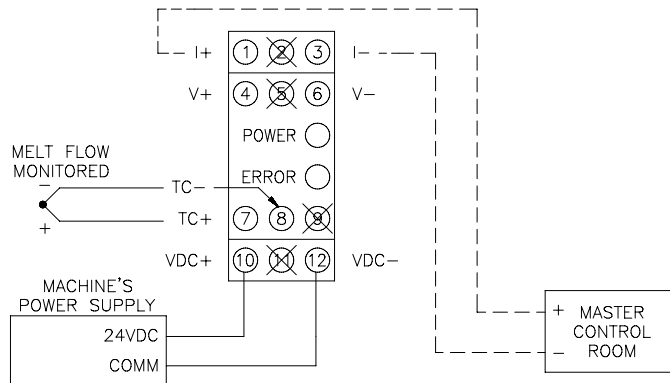 I+ 1 2 3 I-
V+ 4 5 6 V-
POWER
MELT FLOW
MONITORED
ERROR
- TC-
+ TC+ 7 8 9
VDC+ 10 11 12 VDC-
MACHINE'S
POWER SUPPLY
24VDC
COMM
+ MASTER
CONTROL
- ROOM